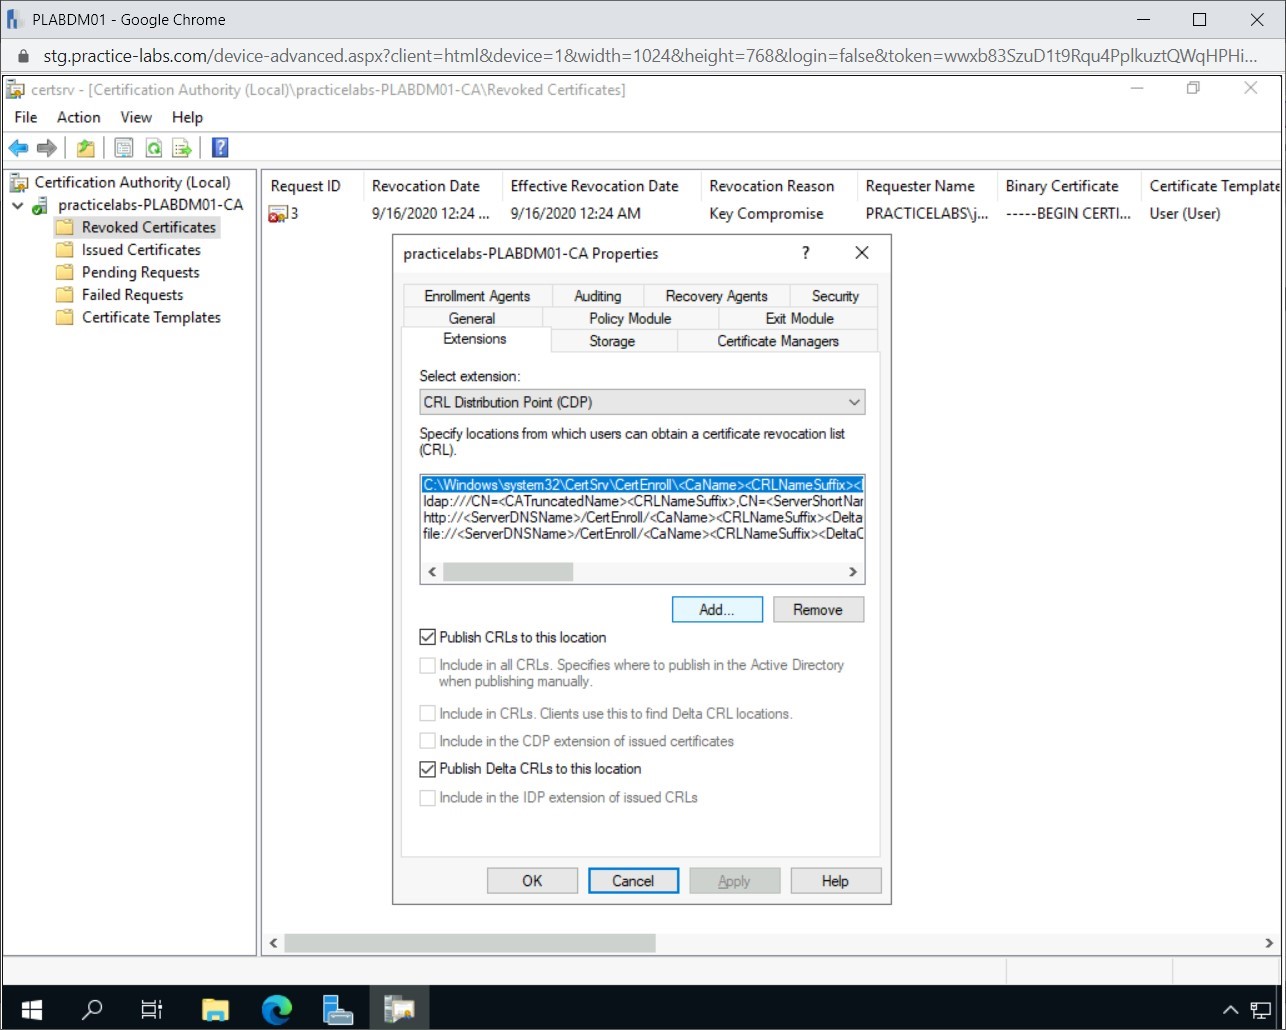 PLABDM01 - Google Chrome
stg.practice-labs.com/device-advanced.aspx?client=html&device=1&width=1024&height=768&login=false&token=wwxb83SzuD1t9Rqu4PplkuztQWqHPHi...
certsrv - [Certification Authority (Local)\practicelabs-PLABDM01-CA\Revoked Certificates]
File Action View Help
Certification Authority (Local)
practicelabs-PLABDM01-CA
Revoked Certificates
Issued Certificates
Pending Requests
Failed Requests
Certificate Templates
Request ID Revocation Date Effective Revocation Date Revocation Reason Requester Name Binary Certificate Certificate Template
3 9/16/2020 12:24 ... 9/16/2020 12:24 AM Key Compromise PRACTICELABS\j... -----BEGIN CERTI... User (User)
practicelabs-PLABDM01-CA Properties
Enrollment Agents Auditing Recovery Agents Security
General Policy Module Exit Module
Extensions Storage Certificate Managers
Select extension:
CRL Distribution Point (CDP)
Specify locations from which users can obtain a certificate revocation list
(CRL).
C:\Windows\system32\CertSrv\CertEnroll\<CaName><CRLNameSuffix><
ldap:///CN=<CATruncatedName><CRLNameSuffix>,CN=<ServerShortNar
http://<ServerDNSName>/CertEnroll/<CaName><CRLNameSuffix><Delta
file://<ServerDNSName>/CertEnroll/<CaName><CRLNameSuffix><DeltaC
Add... Remove
Publish CRLs to this location
Include in all CRLs. Specifies where to publish in the Active Directory
when publishing manually.
Include in CRLs. Clients use this to find Delta CRL locations.
Include in the CDP extension of issued certificates
Publish Delta CRLs to this location
Include in the IDP extension of issued CRLs
OK Cancel Apply Help